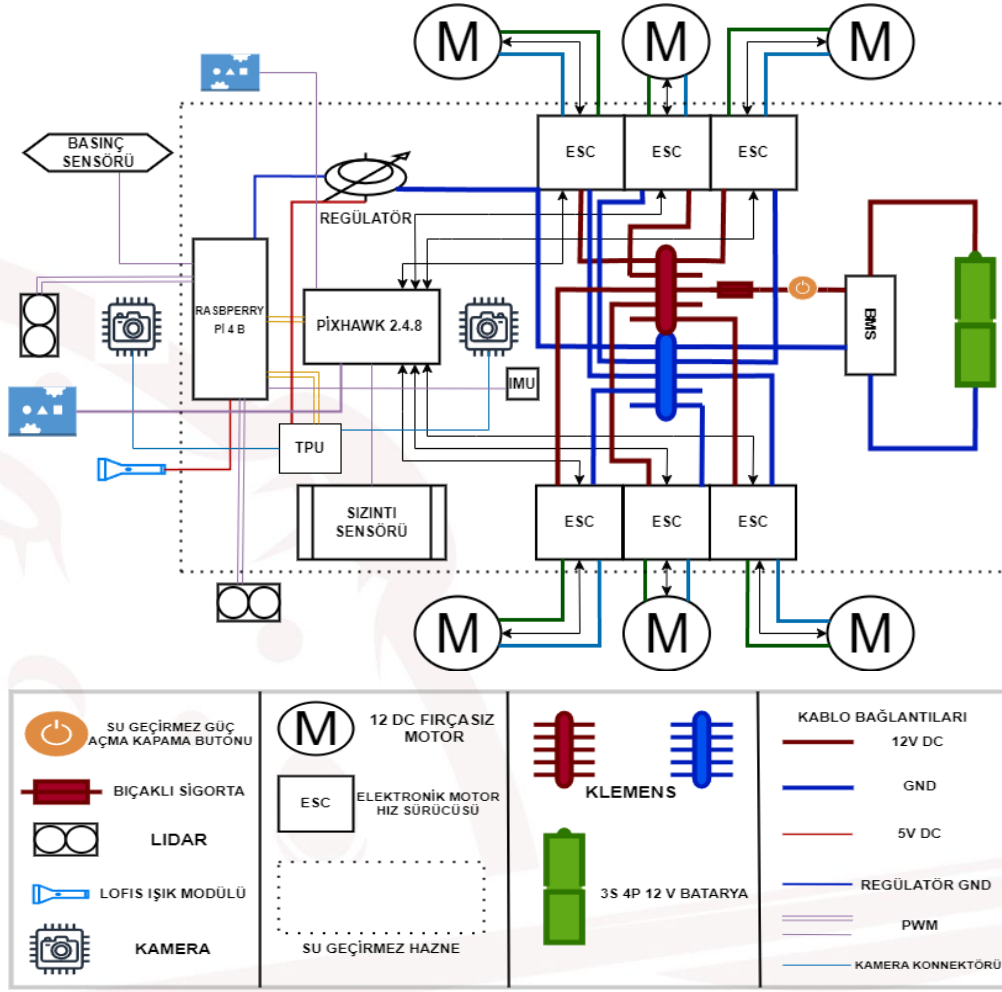 M
M
M
BASINÇ
SENSÖRÜ
ESC
ESC
ESC
REGÜLATÖR
RASBPERRY
Pİ 4 B
PİXHAWK 2.4.8
BMS
IMU
TPU
SIZINTI
SENSÖRÜ
ESC
ESC
ESC
M
M
M
SU GEÇİRMEZ GÜÇ
AÇMA KAPAMA BUTONU
BIÇAKLI SİGORTA
LIDAR
LOFIS IŞIK MODÜLÜ
KAMERA
M
12 DC FIRÇASIZ
MOTOR
ESC
ELEKTRONİK MOTOR
HIZ SÜRÜCÜSÜ
SU GEÇİRMEZ HAZNE
KLEMENS
3S 4P 12 V BATARYA
KABLO BAĞLANTILARI
12V DC
GND
5V DC
REGÜLATÖR GND
PWM
KAMERA KONNEKTÖRÜ